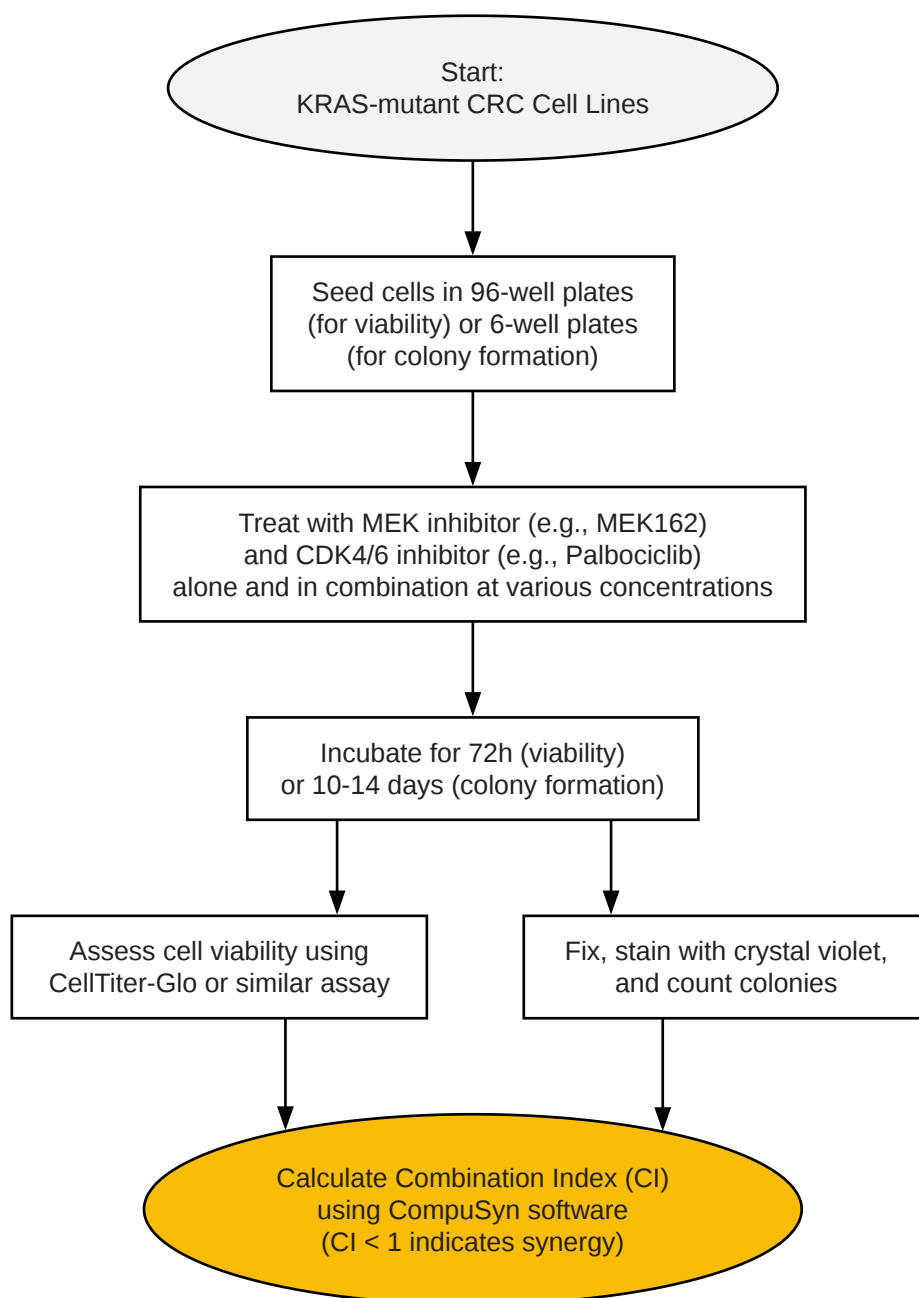 Start:
KRAS-mutant CRC Cell Lines
Seed cells in 96-well plates
(for viability) or 6-well plates
(for colony formation)
Treat with MEK inhibitor (e.g., MEK162)
and CDK4/6 inhibitor (e.g., Palbociclib)
alone and in combination at various concentrations
Incubate for 72h (viability)
or 10-14 days (colony formation)
Assess cell viability using
CellTiter-Glo or similar assay
Fix, stain with crystal violet,
and count colonies
Calculate Combination Index (CI)
using CompuSyn software
(CI < 1 indicates synergy)